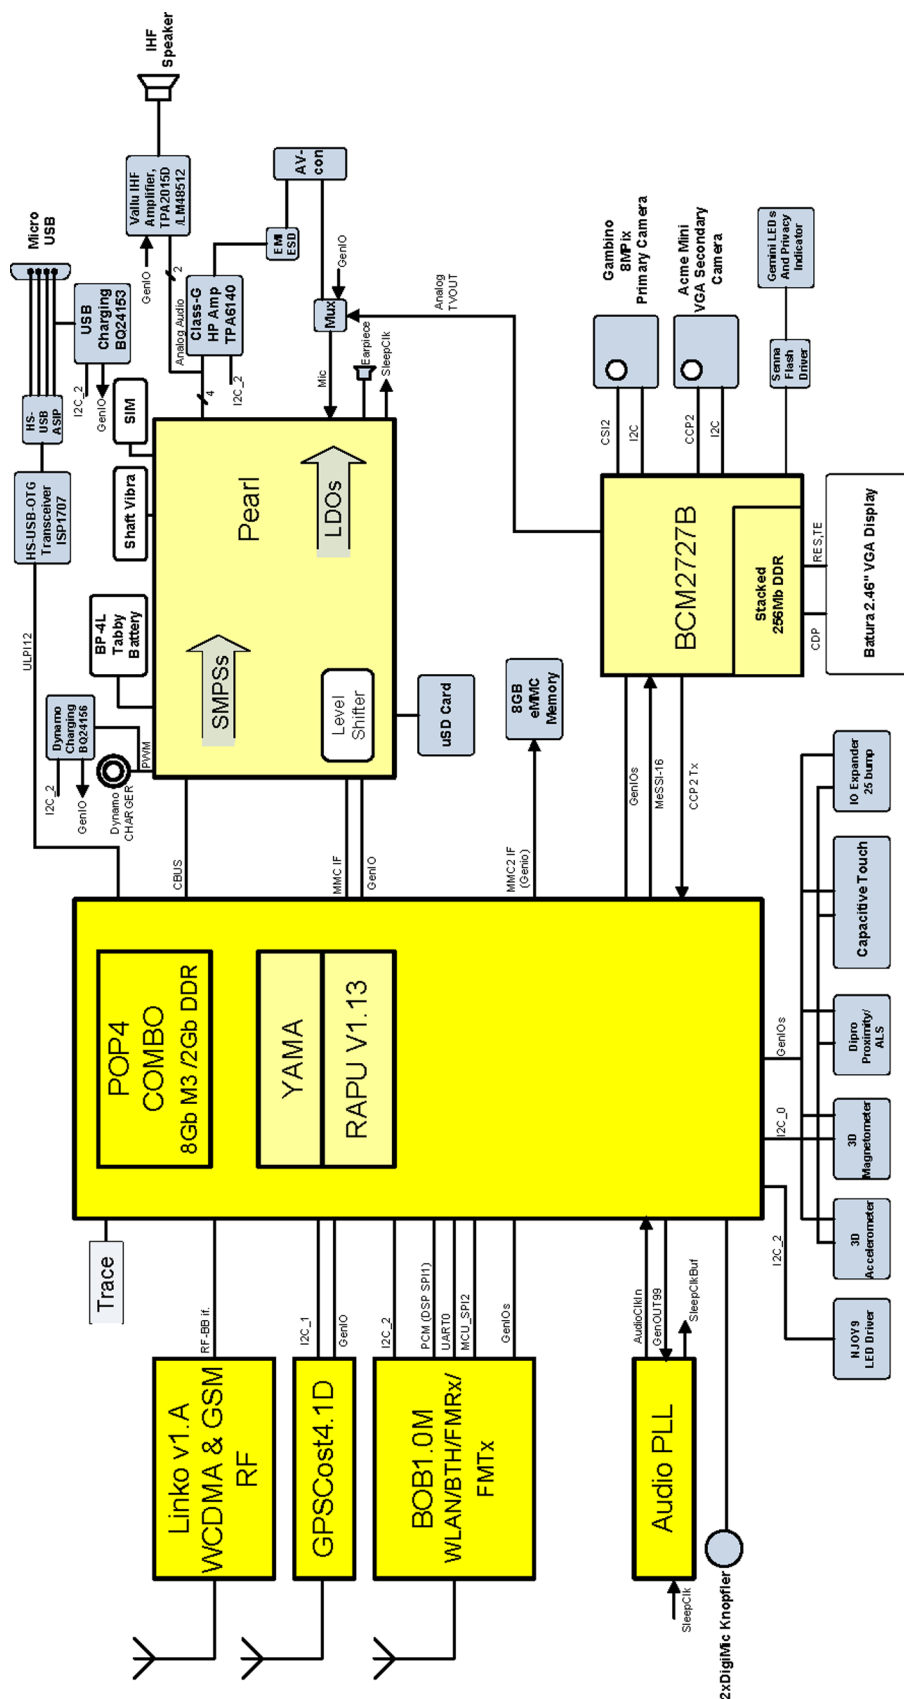 Micro
USB
IHF
Speaker
HS-
USB
ASIP
HS-USB-OTG
Transceiver
ISP1707
ULPI12
USB
Charging
BQ24153
I2C_2
GenIO
Vallu IHF
Amplifier,
TPA2015D
/LM48512
GenIO
2
Analog Audio
SIM
Shaft Vibra
BP-4L
Tabby
Battery
Dynamo
Charging
BQ24156
I2C_2
GenIO
Dynamo
CHARGER
PWM
Class-G
HP Amp
TPA6140
4
I2C_2
EMI
ESD
AV-
con
Mux
GenIO
Mic
Earpiece
SleepClk
Analog
TVOUT
Pearl
SMPSs
LDOs
Level
Shifter
uSD Card
CBUS
MMC IF
GenIO
8GB
eMMC
Memory
MMC2 IF
(Genio)
Gambino
8MPix
Primary Camera
Acme Mini
VGA Secondary
Camera
CSI2
I2C
CCP2
I2C
Gemini LEDs
And Privacy
Indicator
Senna
Flash
Driver
BCM2727B
Stacked
256Mb DDR
RES,TE
CDP
Batura 2.46" VGA Display
GenIOs
MeSSI-16
CCP2 Tx
POP4
COMBO
8Gb M3 /2Gb DDR
YAMA
RAPU V1.13
Trace
RF-BB if.
Linko v1.A
WCDMA & GSM
RF
I2C_1
GenIO
GPSCost4.1D
I2C_2
PCM (DSP SPI1)
UART0
MCU_SPI2
GenIOs
BOB1.0M
WLAN/BTH/FMRx/
FMTx
AudioClkIn
GenOUT99
SleepClkBuf
Audio PLL
SleepClk
2xDigiMic Knopfler
I2C_2
I2C_0
GenIOs
NJOY9
LED Driver
3D
Accelerometer
3D
Magnetometer
Dipro
Proximity/
ALS
Capacitive Touch
IO Expander
25 bump